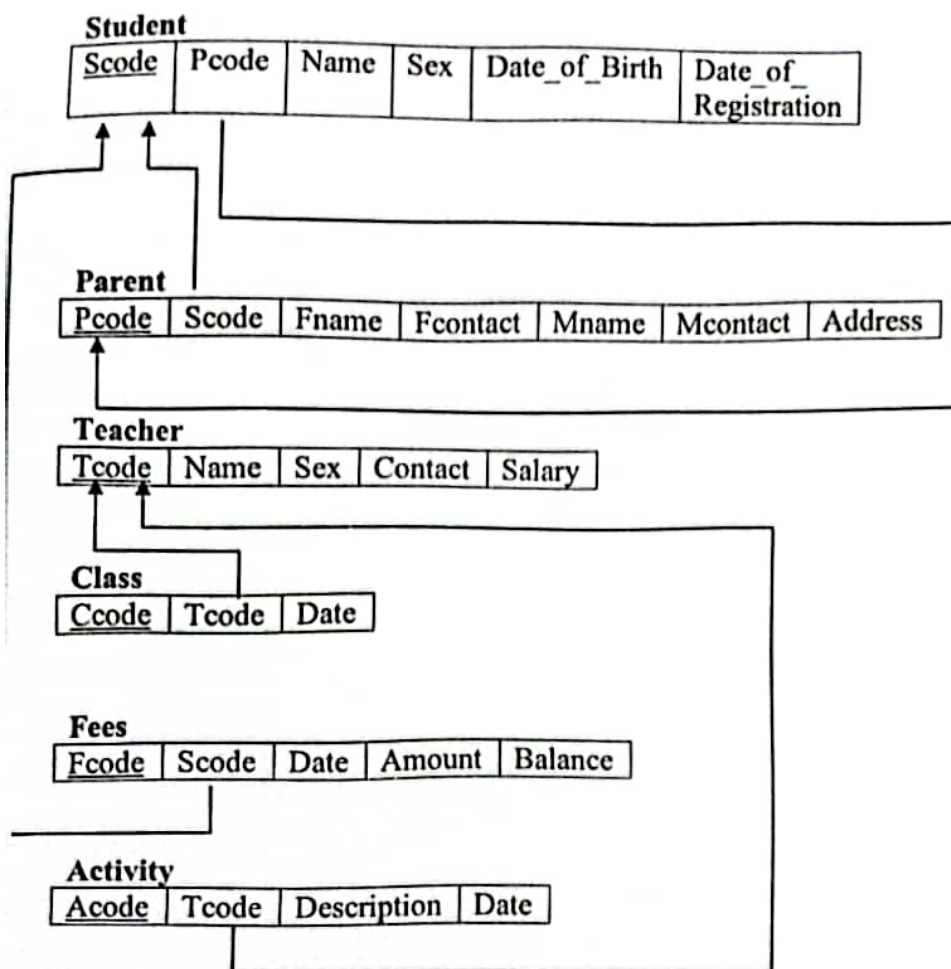 Student
Scode Pcode Name Sex Date_of_Birth Date_of_
Registration
Parent
Pcode Scode Fname Fcontact Mname Mcontact Address
Teacher
Tcode Name Sex Contact Salary
Class
Ccode Tcode Date
Fees
Fcode Scode Date Amount Balance
Activity
Acode Tcode Description Date